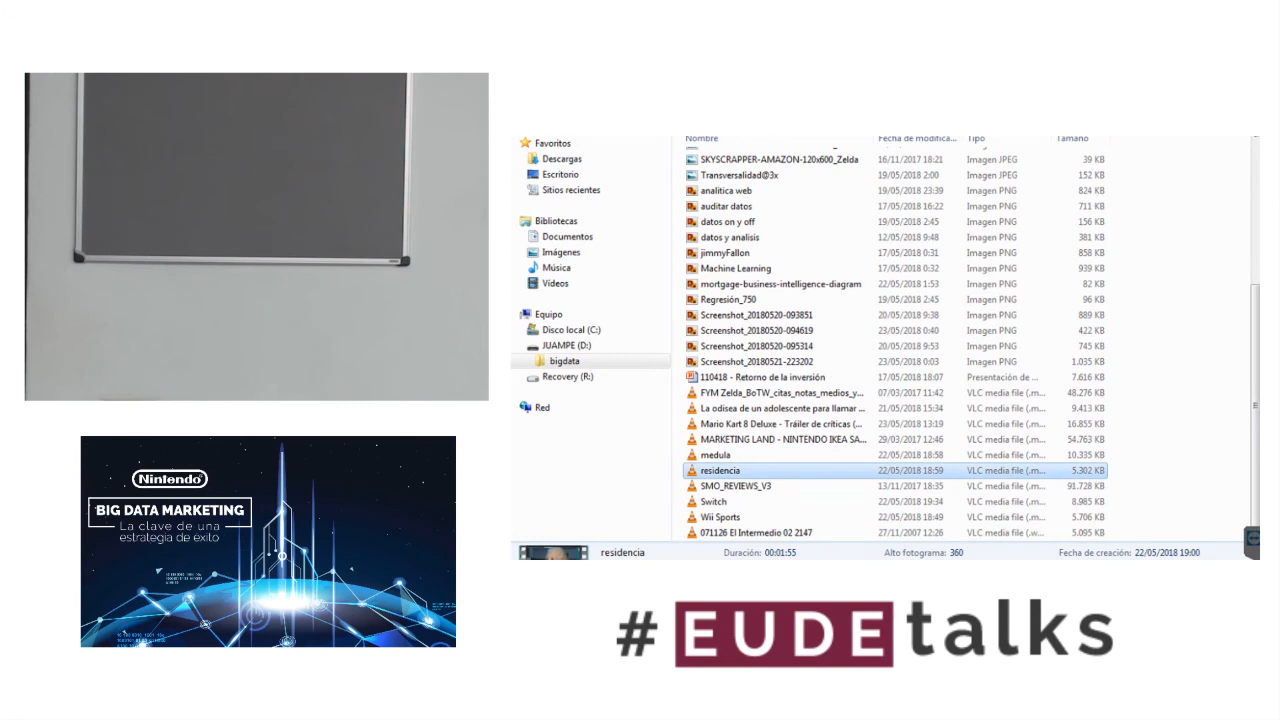 Nintendo
BIG DATA MARKETING
La clave de una
estrategia de éxito
Favoritos
Descargas
Escritorio
Sitios recientes
Bibliotecas
Documentos
Imágenes
Música
Vídeos
Equipo
Disco local (C:)
JUAMPE (D:)
bigdata
Recovery (R:)
Red
Nombre Fecha de modifica... Tipo Tamaño
SKYSCRAPPER-AMAZON-120x600_Zelda 16/11/2017 18:21 Imagen JPEG 39 KB
Transversalidad@3x 19/05/2018 2:00 Imagen JPEG 152 KB
analitica web 19/05/2018 23:39 Imagen PNG 824 KB
auditar datos 17/05/2018 16:22 Imagen PNG 711 KB
datos on y off 19/05/2018 2:45 Imagen PNG 156 KB
datos y analisis 12/05/2018 9:48 Imagen PNG 381 KB
jimmyFallon 17/05/2018 0:31 Imagen PNG 858 KB
Machine Learning 17/05/2018 0:32 Imagen PNG 939 KB
mortgage-business-intelligence-diagram 22/05/2018 1:53 Imagen PNG 82 KB
Regresión_750 19/05/2018 2:45 Imagen PNG 96 KB
Screenshot_20180520-093851 20/05/2018 9:38 Imagen PNG 889 KB
Screenshot_20180520-094619 23/05/2018 0:40 Imagen PNG 422 KB
Screenshot_20180520-095314 20/05/2018 9:53 Imagen PNG 745 KB
Screenshot_20180521-223202 23/05/2018 0:03 Imagen PNG 1.035 KB
110418 - Retorno de la inversión 17/05/2018 18:07 Presentación de ... 7.616 KB
FYM Zelda_BoTW_citas_notas_medios_y... 07/03/2017 11:42 VLC media file (.m... 48.276 KB
La odisea de un adolescente para llamar ... 21/05/2018 15:34 VLC media file (.m... 9.413 KB
Mario Kart 8 Deluxe - Tráiler de críticas (... 23/05/2018 13:19 VLC media file (.m... 16.855 KB
MARKETING LAND - NINTENDO IKEA SA... 29/03/2017 12:46 VLC media file (.m... 54.763 KB
medula 22/05/2018 18:58 VLC media file (.m... 10.335 KB
residencia 22/05/2018 18:59 VLC media file (.m... 5.302 KB
SMO_REVIEWS_V3 13/11/2017 18:35 VLC media file (.m... 91.728 KB
Switch 22/05/2018 19:34 VLC media file (.m... 8.985 KB
Wii Sports 22/05/2018 18:49 VLC media file (.m... 5.706 KB
071126 El Intermedio 02 2147 27/11/2007 12:26 VLC media file (.w... 5.095 KB
residencia Duración: 00:01:55 Alto fotograma: 360 Fecha de creación: 22/05/2018 19:00
# EUDE talks